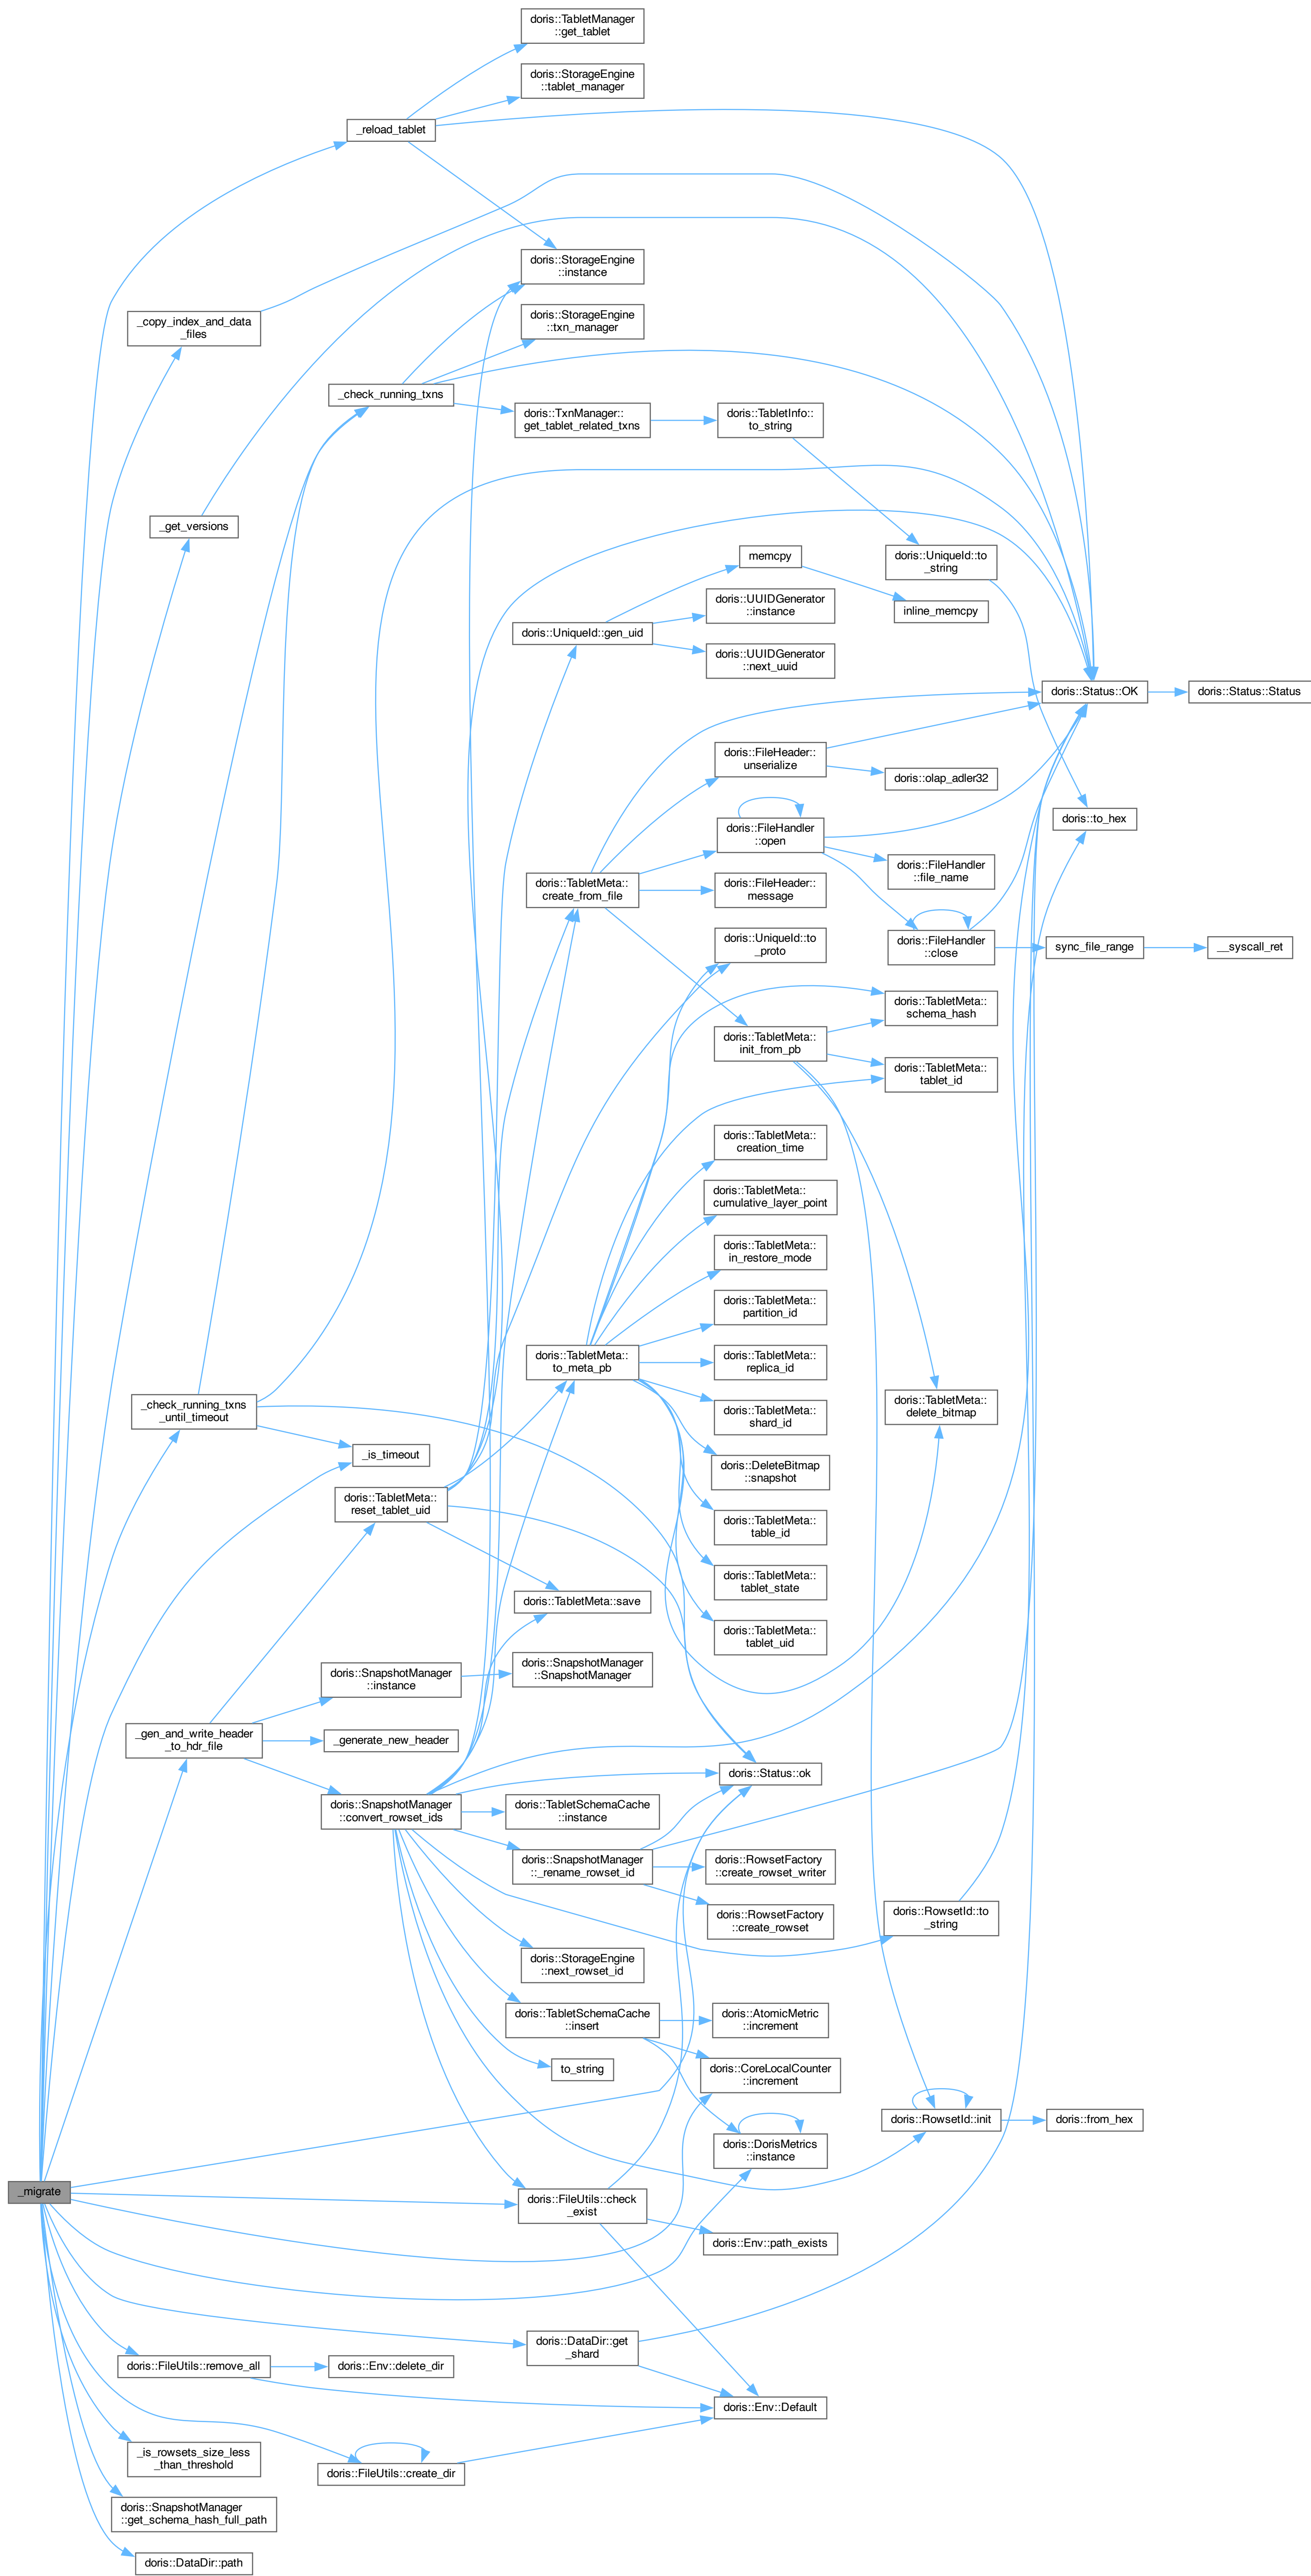 doris::TabletManager
::get_tablet
doris::StorageEngine
::tablet_manager
_reload_tablet
doris::StorageEngine
::instance
doris::StorageEngine
::txn_manager
_copy_index_and_data
_files
_check_running_txns
doris::TxnManager::
get_tablet_related_txns
doris::TabletInfo::
to_string
_get_versions
memcpy
doris::UniqueId::to
_string
inline_memcpy
doris::UUIDGenerator
::instance
doris::UniqueId::gen_uid
doris::UUIDGenerator
::next_uuid
doris::Status::OK
doris::Status::Status
doris::FileHeader::
unserialize
doris::olap_adler32
doris::to_hex
doris::FileHandler
::open
doris::FileHandler
::file_name
doris::TabletMeta::
create_from_file
doris::FileHeader::
message
doris::FileHandler
::close
sync_file_range
__syscall_ret
doris::UniqueId::to
_proto
doris::TabletMeta::
schema_hash
doris::TabletMeta::
init_from_pb
doris::TabletMeta::
tablet_id
doris::TabletMeta::
creation_time
doris::TabletMeta::
cumulative_layer_point
doris::TabletMeta::
in_restore_mode
doris::TabletMeta::
partition_id
doris::TabletMeta::
to_meta_pb
doris::TabletMeta::
replica_id
doris::TabletMeta::
shard_id
doris::TabletMeta::
delete_bitmap
_check_running_txns
_until_timeout
_is_timeout
doris::DeleteBitmap
::snapshot
doris::TabletMeta::
reset_tablet_uid
doris::TabletMeta::
table_id
doris::TabletMeta::
tablet_state
doris::TabletMeta::save
doris::TabletMeta::
tablet_uid
doris::SnapshotManager
::instance
doris::SnapshotManager
::SnapshotManager
_gen_and_write_header
_to_hdr_file
_generate_new_header
doris::Status::ok
doris::SnapshotManager
::convert_rowset_ids
doris::TabletSchemaCache
::instance
doris::SnapshotManager
::_rename_rowset_id
doris::RowsetFactory
::create_rowset_writer
doris::RowsetFactory
::create_rowset
doris::RowsetId::to
_string
doris::StorageEngine
::next_rowset_id
doris::TabletSchemaCache
::insert
doris::AtomicMetric
::increment
to_string
doris::CoreLocalCounter
::increment
doris::RowsetId::init
doris::from_hex
doris::DorisMetrics
::instance
_migrate
doris::FileUtils::check
_exist
doris::Env::path_exists
doris::DataDir::get
_shard
doris::FileUtils::remove_all
doris::Env::delete_dir
doris::Env::Default
_is_rowsets_size_less
_than_threshold
doris::FileUtils::create_dir
doris::SnapshotManager
::get_schema_hash_full_path
doris::DataDir::path